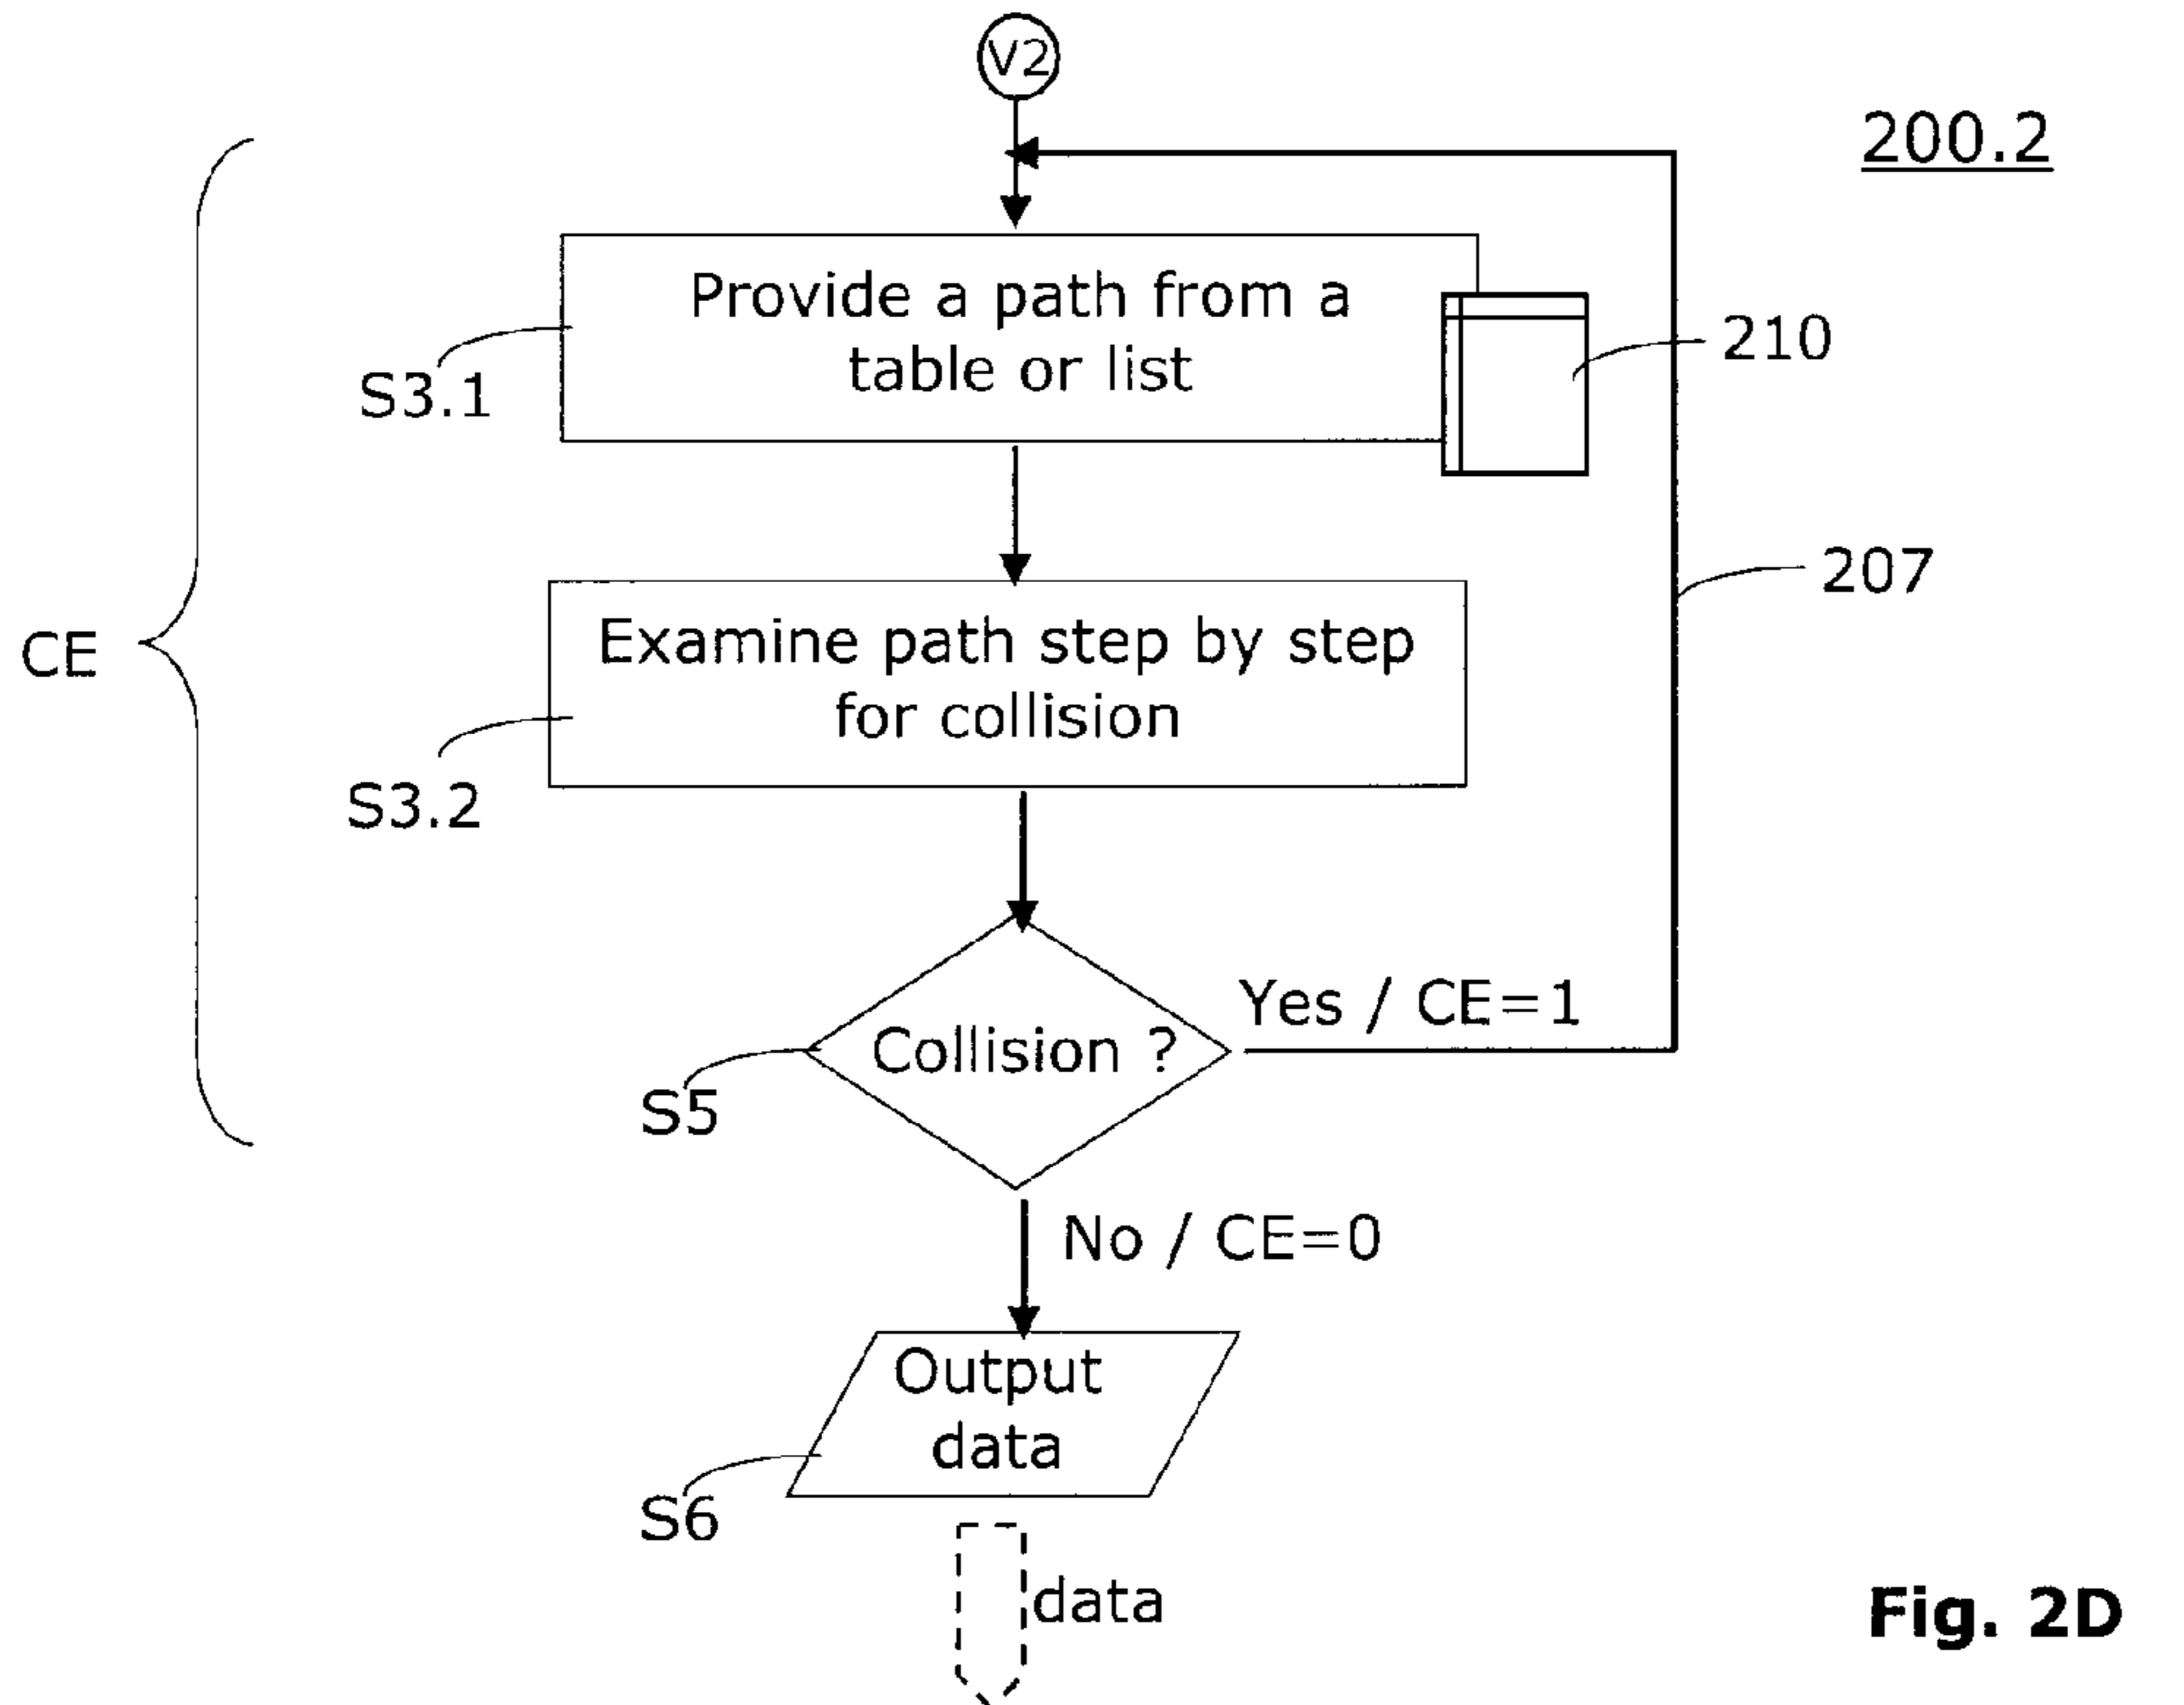 V2
200.2
Provide a path from a
table or list
210
S3.1
207
Examine path step by step
for collision
CE
S3.2
Yes / CE=1
Collision ?
S5
No / CE=0
Output
data
S6
data
Fig. 2D